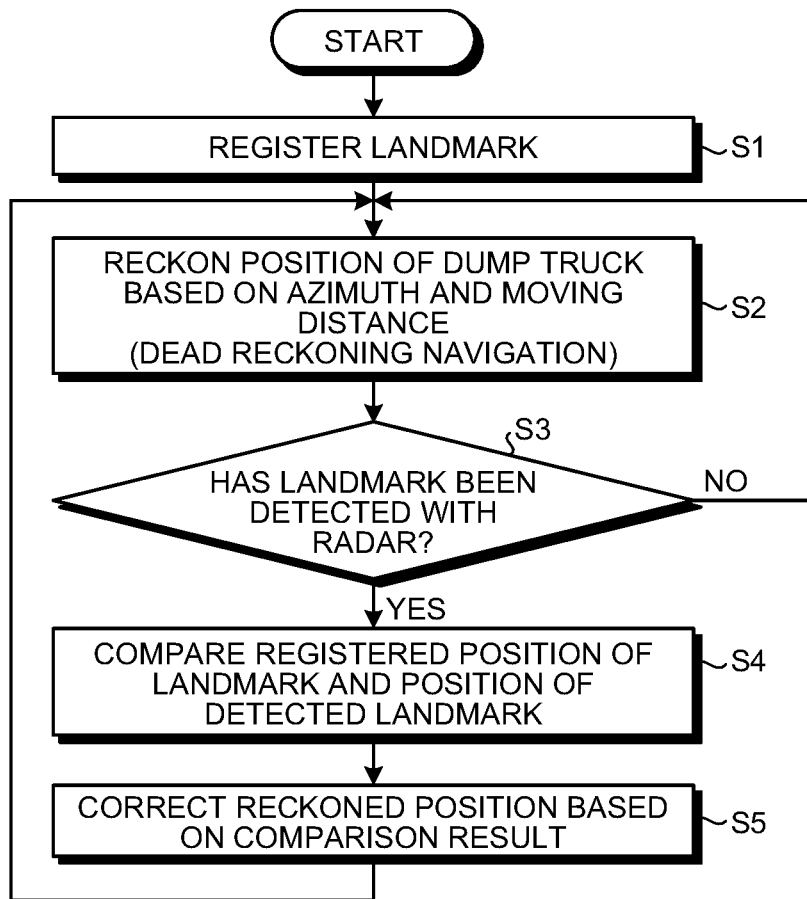 START
REGISTER LANDMARK
S1
RECKON POSITION OF DUMP TRUCK
BASED ON AZIMUTH AND MOVING
DISTANCE
(DEAD RECKONING NAVIGATION)
S2
S3
HAS LANDMARK BEEN
DETECTED WITH
RADAR?
NO
YES
COMPARE REGISTERED POSITION OF
LANDMARK AND POSITION OF
DETECTED LANDMARK
S4
CORRECT RECKONED POSITION BASED
ON COMPARISON RESULT
S5